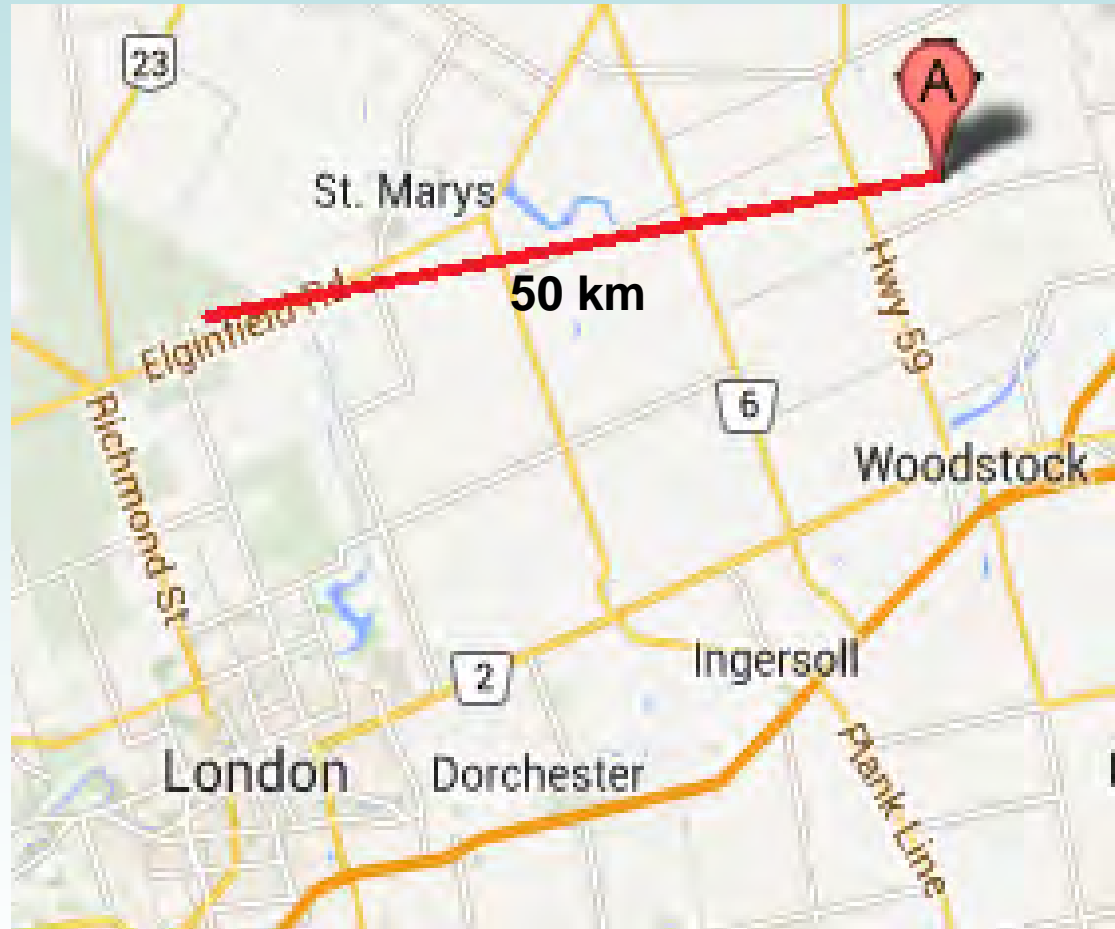 23
A
St. Marys
50 km
Elginfield Rd
Hwy 59
6
Richmond St
Woodstock
2
Ingersoll
London
Dorchester
Plank Line